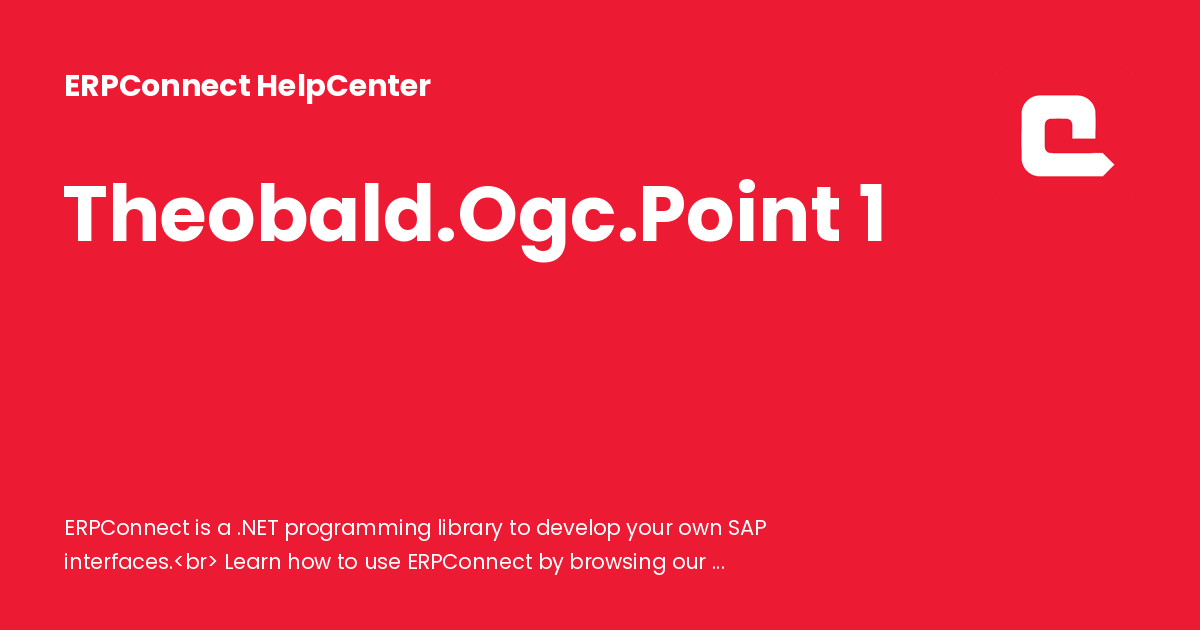 ERPConnect HelpCenter
Theobald.Ogc.Point 1
ERPConnect is a .NET programming library to develop your own SAP
interfaces.<br> Learn how to use ERPConnect by browsing our ...